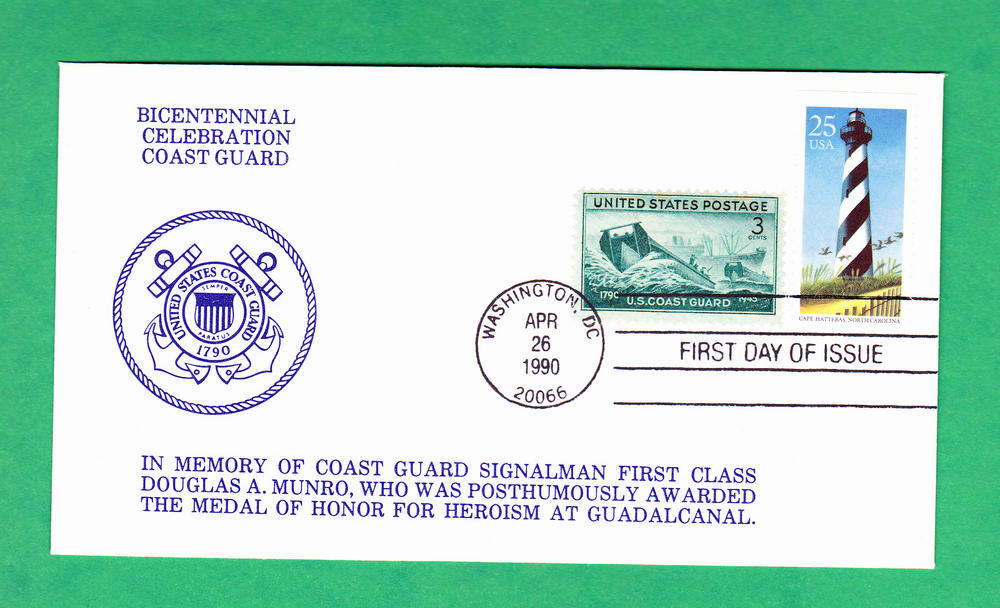 BICENTENNIAL
CELEBRATION
COAST GUARD
UNITED STATES COAST GUARD
SEMPER
PARATUS
1790
UNITED STATES POSTAGE
3
CENTS
1790 1945
U.S. COAST GUARD
25
USA
CAPE HATTERAS, NORTH CAROLINA
WASHINGTON, DC
APR
26
1990
20066
FIRST DAY OF ISSUE
IN MEMORY OF COAST GUARD SIGNALMAN FIRST CLASS
DOUGLAS A. MUNRO, WHO WAS POSTHUMOUSLY AWARDED
THE MEDAL OF HONOR FOR HEROISM AT GUADALCANAL.